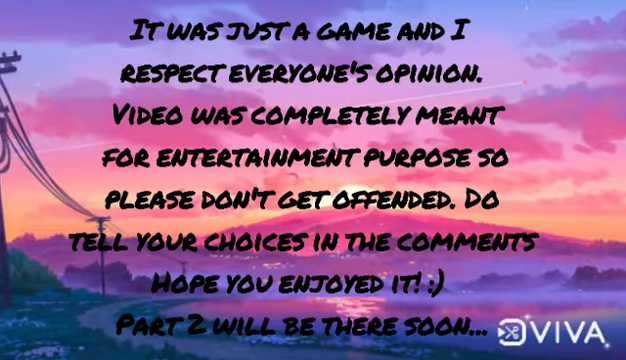 It was just a game and I
respect everyone's opinion.
Video was completely meant
for entertainment purpose so
please don't get offended. Do
tell your choices in the comments
Hope you enjoyed it! :)
Part 2 will be there soon...
VIVA